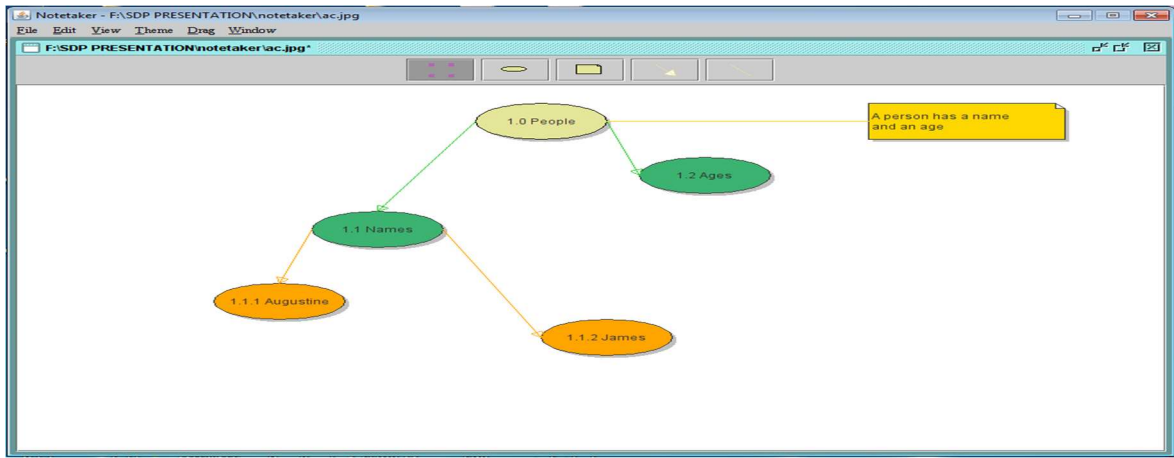 Notetaker - F:\SDP PRESENTATION\notetaker\ac.jpg
File Edit View Theme Drag Window
F:\SDP PRESENTATION\notetaker\ac.jpg*
1.0 People
A person has a name
and an age
1.2 Ages
1.1 Names
1.1.1 Augustine
1.1.2 James